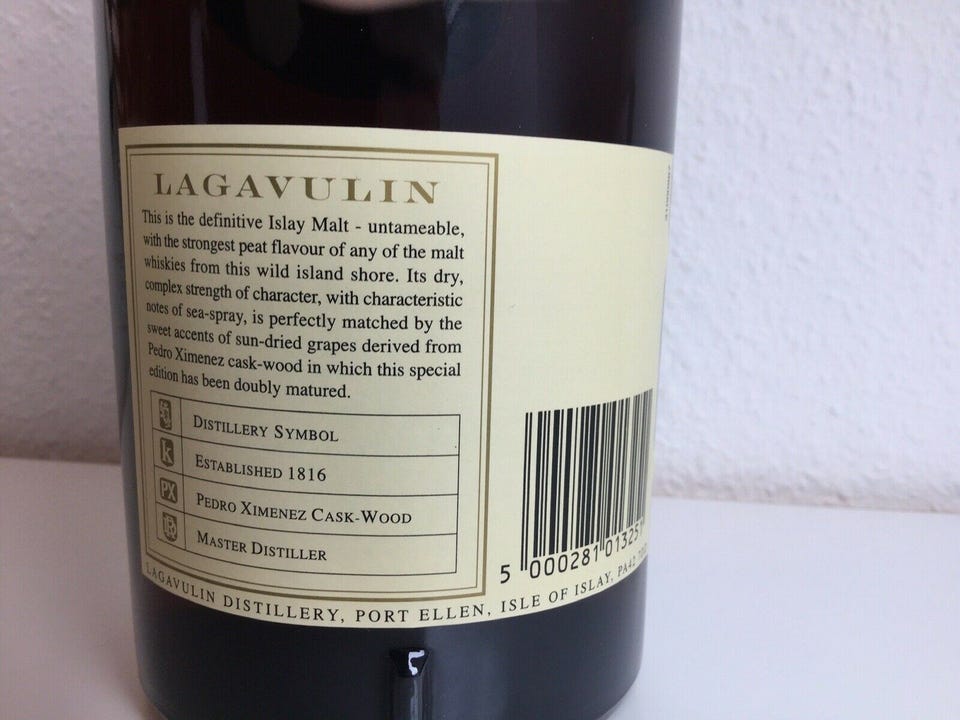 LAGAVULIN
This is the definitive Islay Malt - untameable,
with the strongest peat flavour of any of the malt
whiskies from this wild island shore. Its dry,
complex strength of character, with characteristic
notes of sea-spray, is perfectly matched by the
sweet accents of sun-dried grapes derived from
Pedro Ximenez cask-wood in which this special
edition has been doubly matured.
DISTILLERY SYMBOL
k ESTABLISHED 1816
PX PEDRO XIMENEZ CASK-WOOD
MASTER DISTILLER
5 000281 013251
LAGAVULIN DISTILLERY, PORT ELLEN, ISLE OF ISLAY, PA42